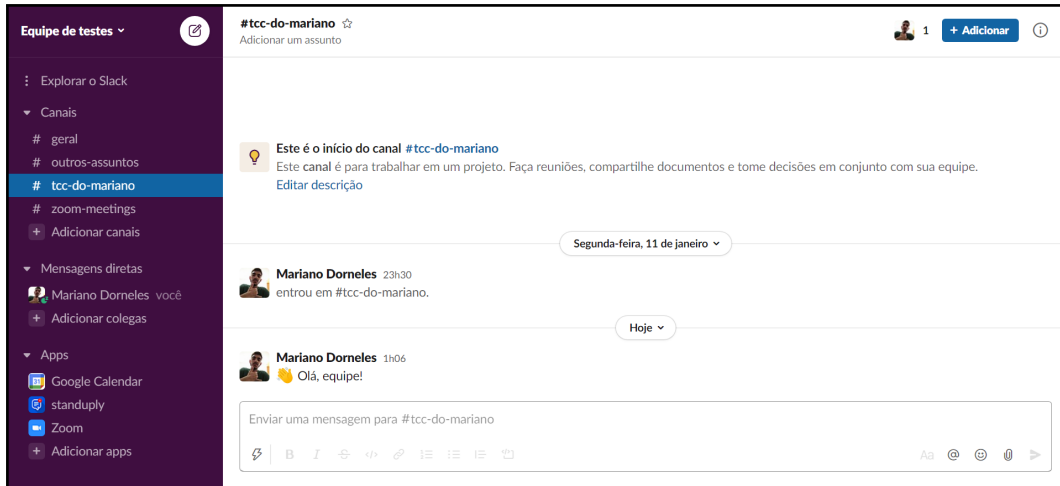 Equipe de testes
Explorar o Slack
Canais
# geral
# outros-assuntos
# tcc-do-mariano
# zoom-meetings
+ Adicionar canais
Mensagens diretas
Mariano Dorneles você
+ Adicionar colegas
Apps
31 Google Calendar
standuply
Zoom
+ Adicionar apps
#tcc-do-mariano
Adicionar um assunto
1 + Adicionar
Este é o início do canal #tcc-do-mariano
Este canal é para trabalhar em um projeto. Faça reuniões, compartilhe documentos e tome decisões em conjunto com sua equipe.
Editar descrição
Segunda-feira, 11 de janeiro
Mariano Dorneles 23h30
entrou em #tcc-do-mariano.
Hoje
Mariano Dorneles 1h06
👋 Olá, equipe!
Enviar uma mensagem para #tcc-do-mariano
B I S </> Aa @